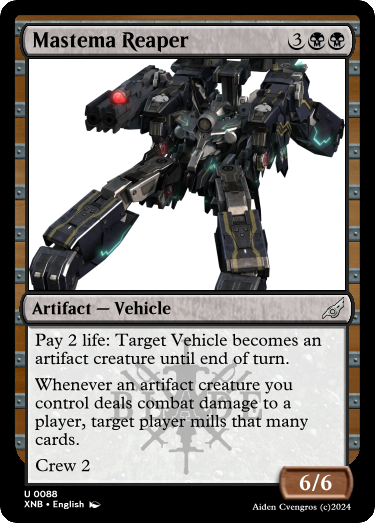 Mastema Reaper 3
Artifact — Vehicle
Pay 2 life: Target Vehicle becomes an
artifact creature until end of turn.
Whenever an artifact creature you
control deals combat damage to a
player, target player mills that many
cards.
Crew 2
6/6
U 0088
XNB • English
Aiden Cvengros (c)2024